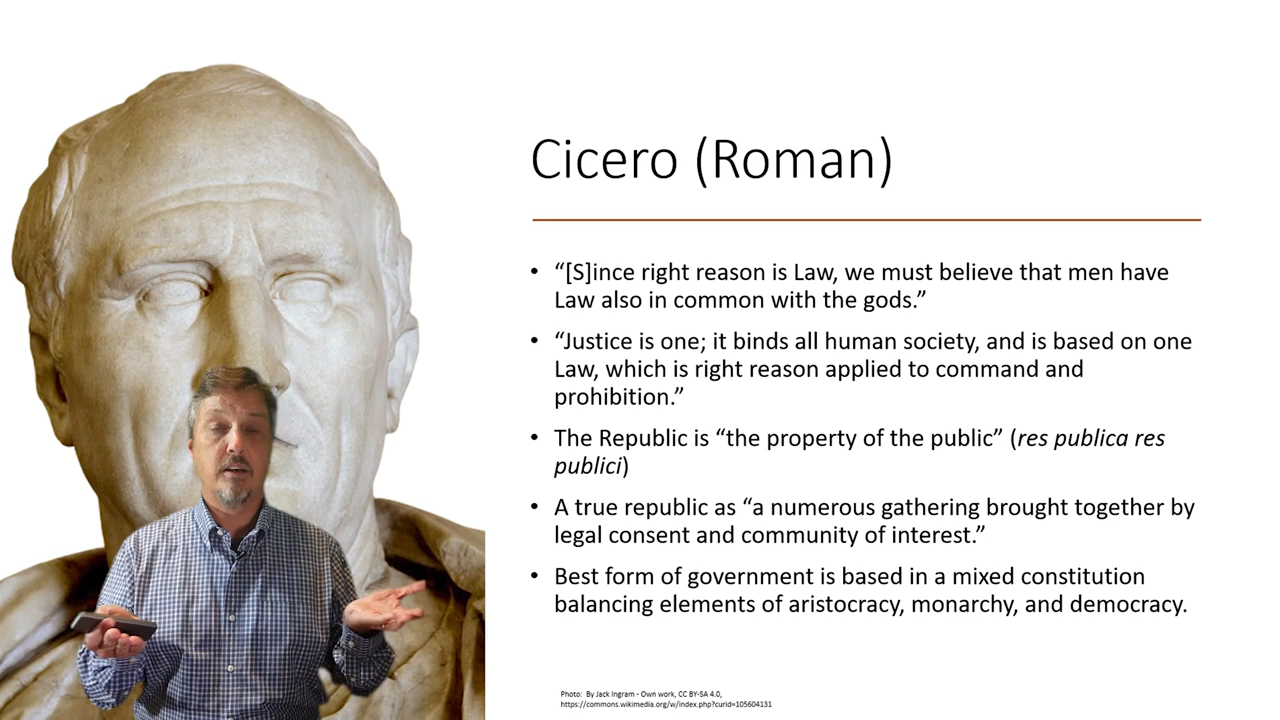 Cicero (Roman)
• “[S]ince right reason is Law, we must believe that men have
Law also in common with the gods.”
• “Justice is one; it binds all human society, and is based on one
Law, which is right reason applied to command and
prohibition.”
• The Republic is “the property of the public” (res publica res
publici)
• A true republic as “a numerous gathering brought together by
legal consent and community of interest.”
• Best form of government is based in a mixed constitution
balancing elements of aristocracy, monarchy, and democracy.
Photo: By Jack Ingram - Own work, CC BY-SA 4.0,
https://commons.wikimedia.org/w/index.php?curid=105604131